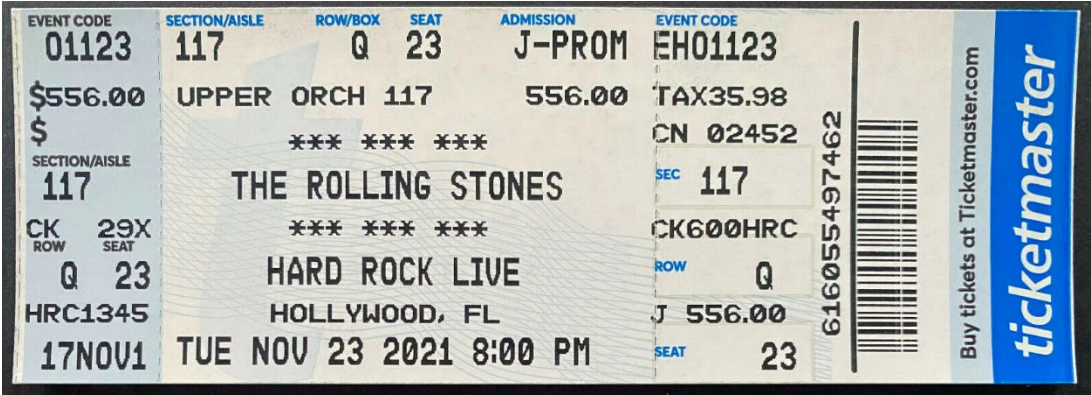 EVENT CODE
01123
$556.00
$
SECTION/AISLE
117
CK 29X
ROW SEAT
Q 23
HRC1345
17NOV1
SECTION/AISLE ROW/BOX SEAT ADMISSION
117 Q 23 J-PROM
UPPER ORCH 117 556.00
*** *** ***
THE ROLLING STONES
*** *** ***
HARD ROCK LIVE
HOLLYWOOD, FL
TUE NOV 23 2021 8:00 PM
EVENT CODE
EH01123
TAX35.98
CN 02452
SEC 117
CK600HRC
ROW Q
J 556.00
SEAT 23
616055497462
Buy tickets at Ticketmaster.com
ticketmaster